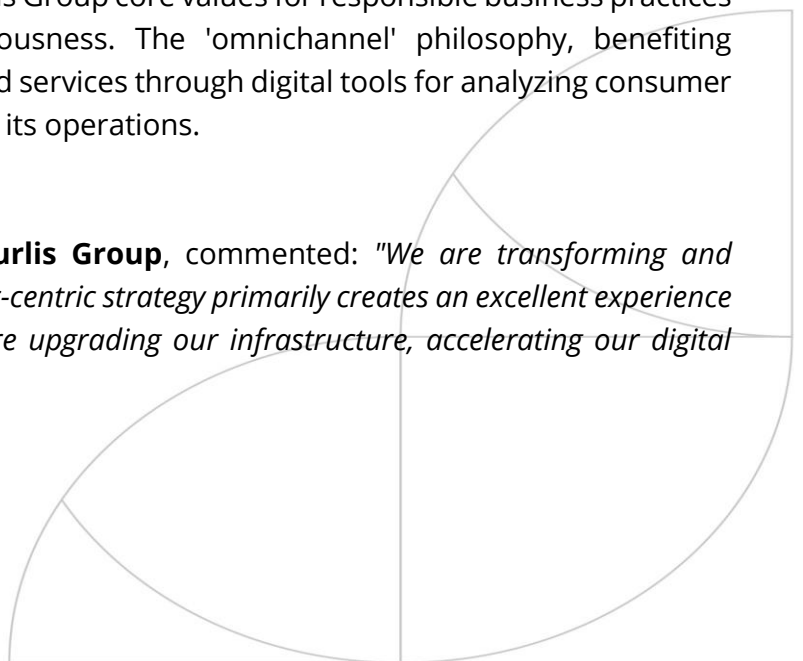 s Group core values for responsible business practices
ousness. The 'omnichannel' philosophy, benefiting
d services through digital tools for analyzing consumer
its operations.
urlis Group, commented: "We are transforming and
-centric strategy primarily creates an excellent experience
re upgrading our infrastructure, accelerating our digital